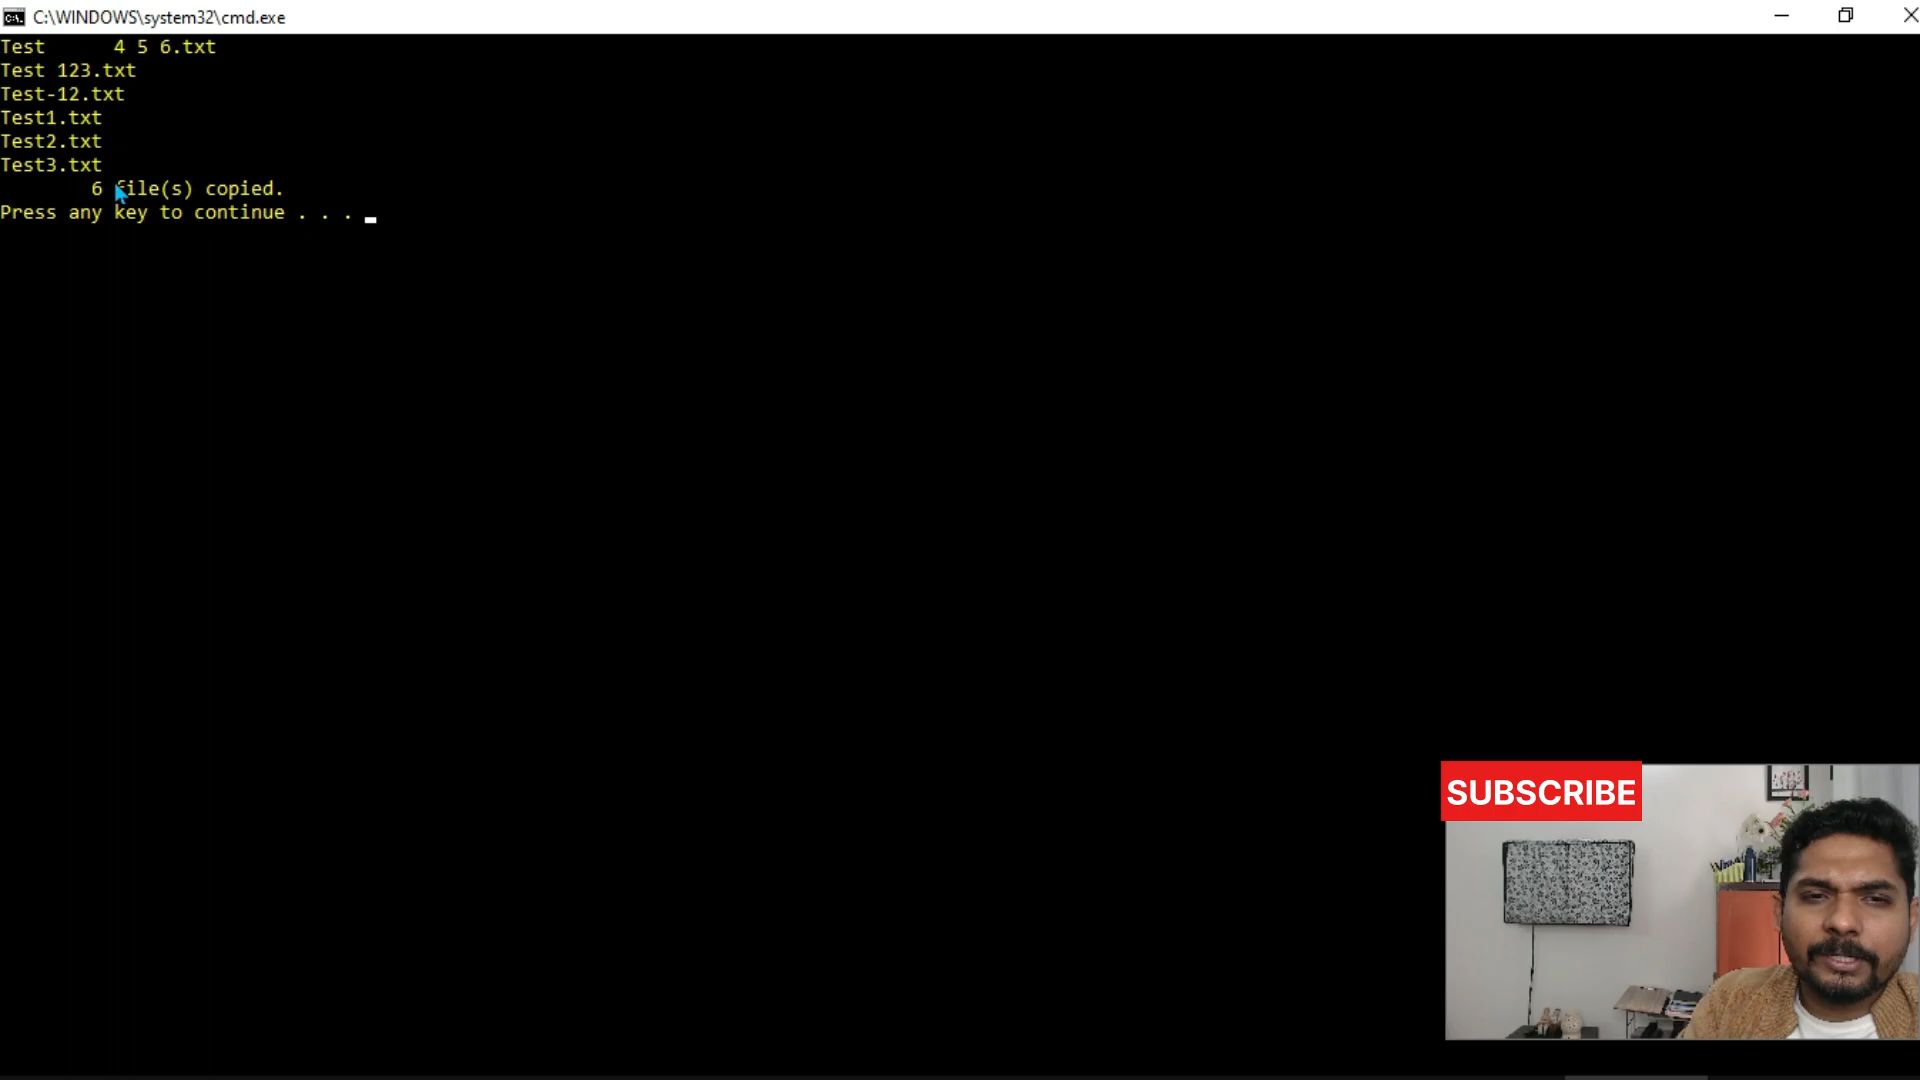 C:\WINDOWS\system32\cmd.exe
Test      4 5 6.txt
Test 123.txt
Test-12.txt
Test1.txt
Test2.txt
Test3.txt
        6 file(s) copied.
Press any key to continue . . .
SUBSCRIBE